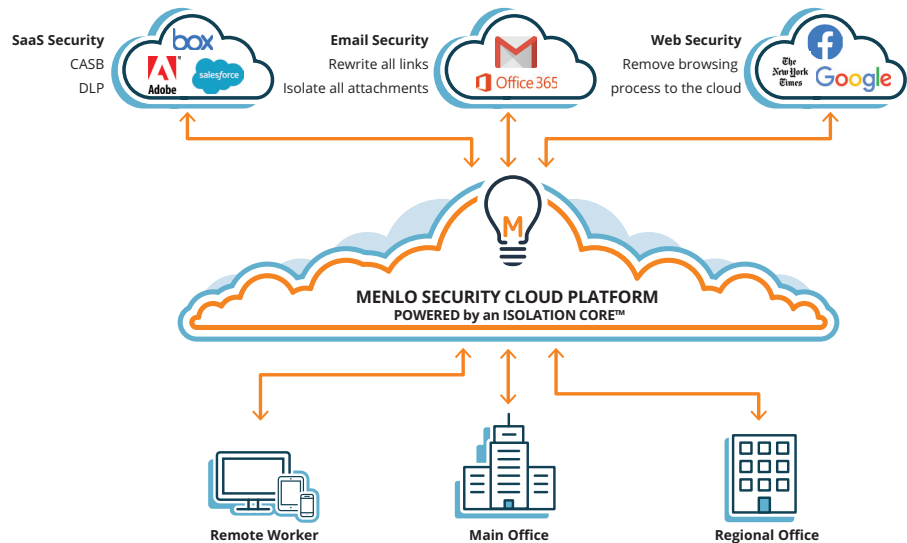 SaaS Security
CASB
DLP
box
Adobe
salesforce
Email Security
Rewrite all links
Isolate all attachments
Office 365
Web Security
Remove browsing
process to the cloud
The
New York
Times
Google
M
MENLO SECURITY CLOUD PLATFORM
POWERED by an ISOLATION CORE™
Remote Worker
Main Office
Regional Office